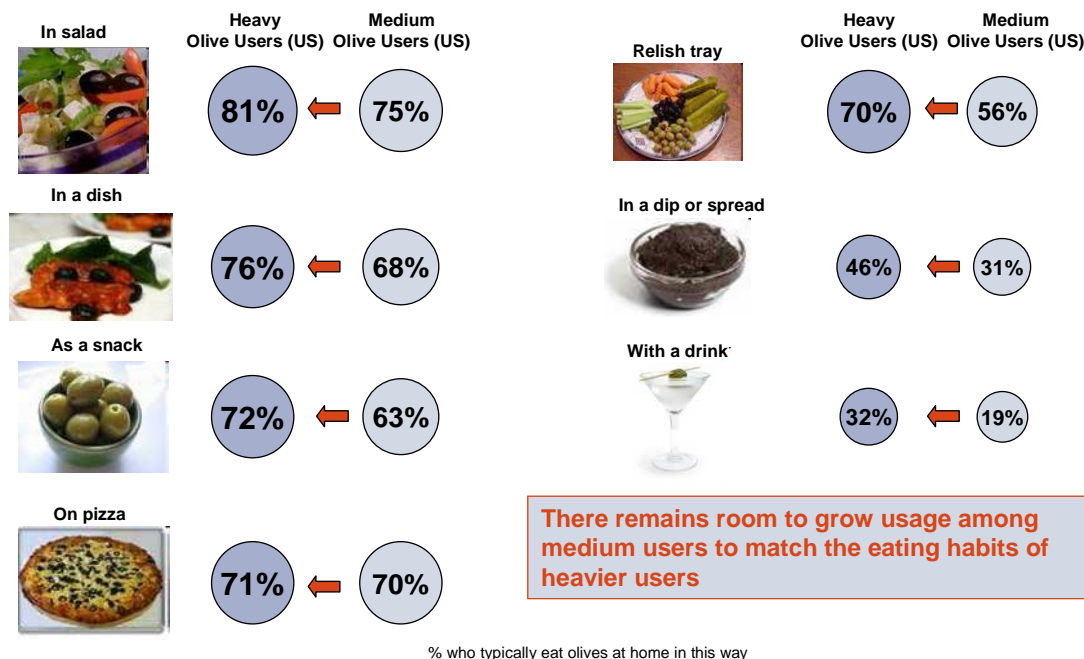 In salad
Heavy
Olive Users (US)
Medium
Olive Users (US)
81%
75%
In a dish
76%
68%
As a snack
72%
63%
On pizza
71%
70%
Relish tray
Heavy
Olive Users (US)
Medium
Olive Users (US)
70%
56%
In a dip or spread
46%
31%
With a drink
32%
19%
There remains room to grow usage among
medium users to match the eating habits of
heavier users
% who typically eat olives at home in this way